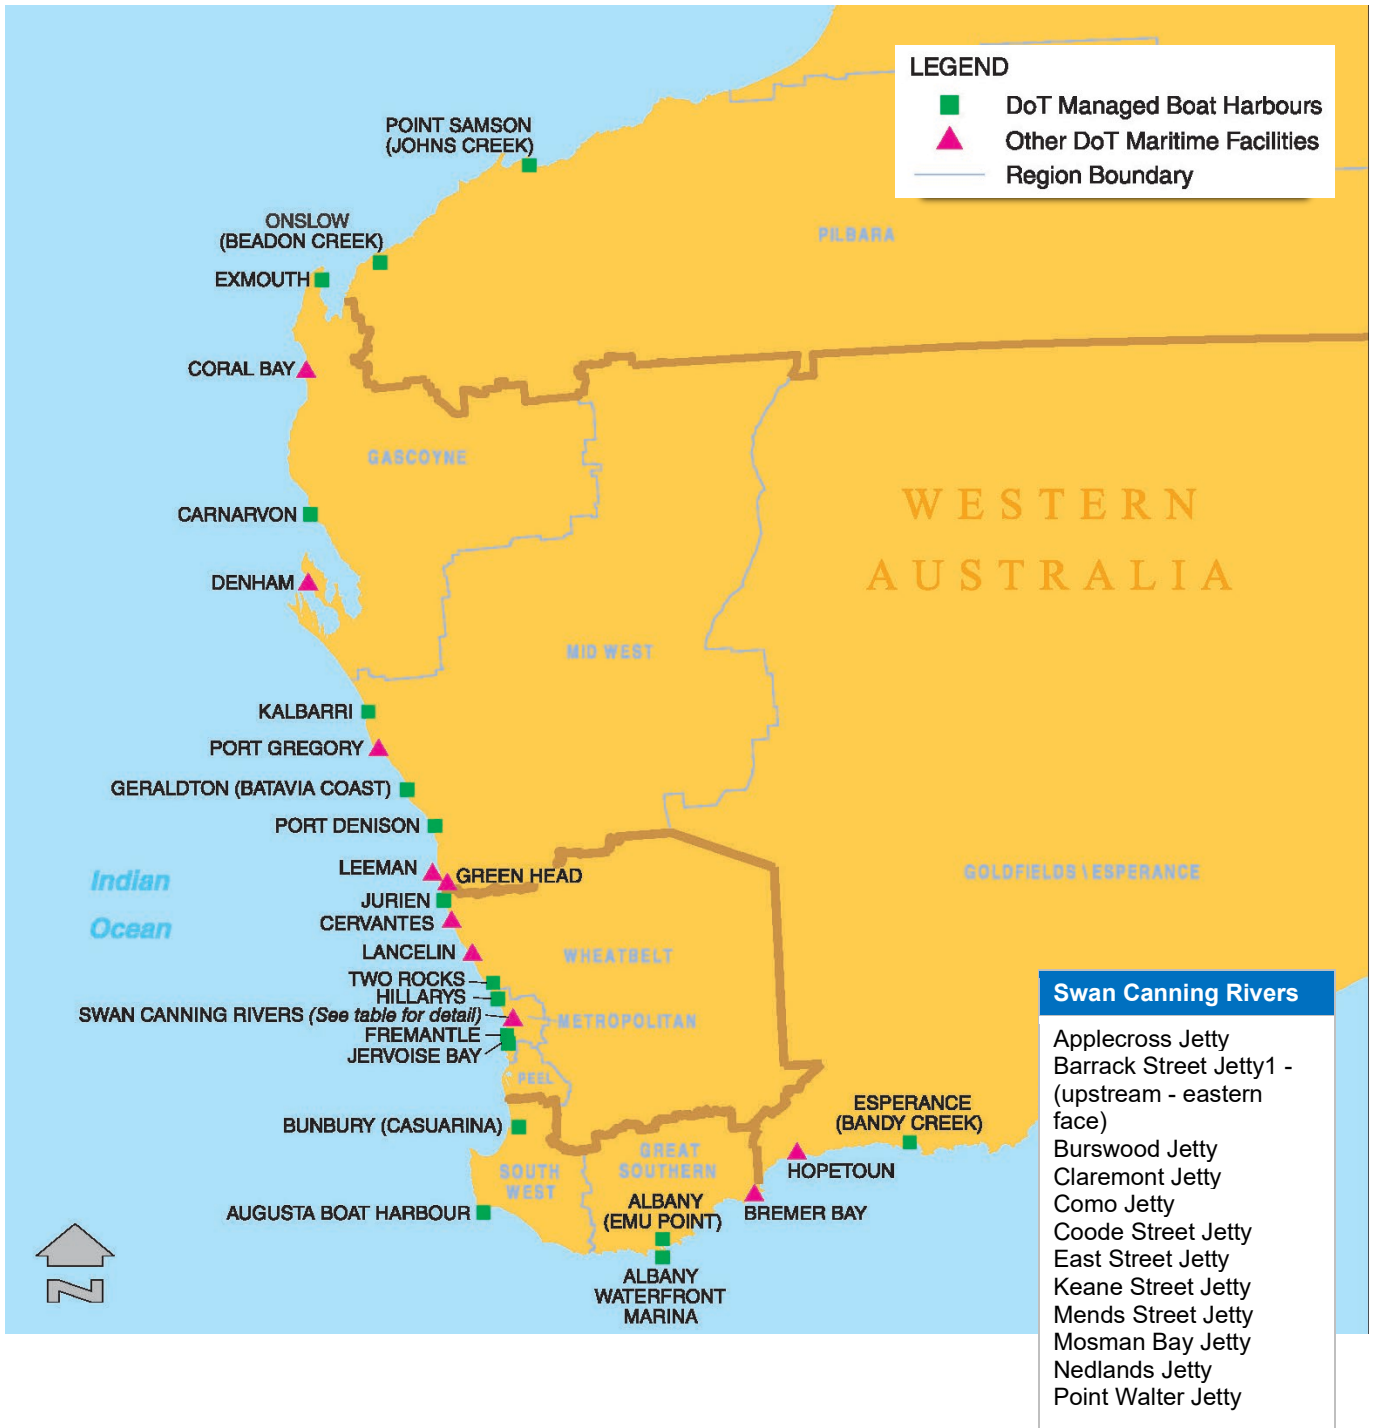 LEGEND
DoT Managed Boat Harbours
Other DoT Maritime Facilities
Region Boundary
POINT SAMSON
(JOHNS CREEK)
ONSLOW
(BEADON CREEK)
PILBARA
EXMOUTH
CORAL BAY
GASCOYNE
WESTERN
AUSTRALIA
CARNARVON
DENHAM
MID WEST
KALBARRI
PORT GREGORY
GERALDTON (BATAVIA COAST)
PORT DENISON
LEEMAN
GREEN HEAD
GOLDFIELDS \ ESPERANCE
Indian
Ocean
JURIEN
CERVANTES
LANCELIN
WHEATBELT
TWO ROCKS
HILLARYS
SWAN CANNING RIVERS (See table for detail)
METROPOLITAN
FREMANTLE
JERVOISE BAY
PEEL
BUNBURY (CASUARINA)
ESPERANCE
(BANDY CREEK)
GREAT
SOUTHERN
SOUTH
WEST
HOPETOUN
AUGUSTA BOAT HARBOUR
ALBANY
(EMU POINT)
BREMER BAY
ALBANY
WATERFRONT
MARINA
N
Swan Canning Rivers
Applecross Jetty
Barrack Street Jetty1 -
(upstream - eastern
face)
Burswood Jetty
Claremont Jetty
Como Jetty
Coode Street Jetty
East Street Jetty
Keane Street Jetty
Mends Street Jetty
Mosman Bay Jetty
Nedlands Jetty
Point Walter Jetty